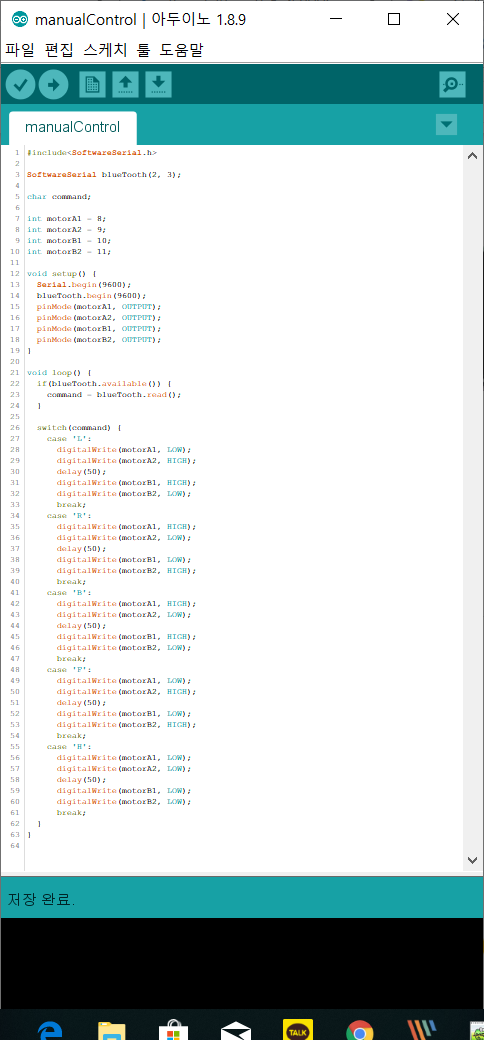 manualControl | 아두이노 1.8.9
파일 편집 스케치 툴 도움말
manualControl
1 #include<SoftwareSerial.h>
2
3 SoftwareSerial blueTooth(2, 3);
4
5 char command;
6
7 int motorA1 = 8;
8 int motorA2 = 9;
9 int motorB1 = 10;
10 int motorB2 = 11;
11
12 void setup() {
13 Serial.begin(9600);
14 blueTooth.begin(9600);
15 pinMode(motorA1, OUTPUT);
16 pinMode(motorA2, OUTPUT);
17 pinMode(motorB1, OUTPUT);
18 pinMode(motorB2, OUTPUT);
19 }
20
21 void loop() {
22 if(blueTooth.available()) {
23 command = blueTooth.read();
24 }
25
26 switch(command) {
27 case 'L':
28 digitalWrite(motorA1, LOW);
29 digitalWrite(motorA2, HIGH);
30 delay(50);
31 digitalWrite(motorB1, HIGH);
32 digitalWrite(motorB2, LOW);
33 break;
34 case 'R':
35 digitalWrite(motorA1, HIGH);
36 digitalWrite(motorA2, LOW);
37 delay(50);
38 digitalWrite(motorB1, LOW);
39 digitalWrite(motorB2, HIGH);
40 break;
41 case 'B':
42 digitalWrite(motorA1, HIGH);
43 digitalWrite(motorA2, LOW);
44 delay(50);
45 digitalWrite(motorB1, HIGH);
46 digitalWrite(motorB2, LOW);
47 break;
48 case 'F':
49 digitalWrite(motorA1, LOW);
50 digitalWrite(motorA2, HIGH);
51 delay(50);
52 digitalWrite(motorB1, LOW);
53 digitalWrite(motorB2, HIGH);
54 break;
55 case 'H':
56 digitalWrite(motorA1, LOW);
57 digitalWrite(motorA2, LOW);
58 delay(50);
59 digitalWrite(motorB1, LOW);
60 digitalWrite(motorB2, LOW);
61 break;
62 }
63 }
64
저장 완료.
TALK